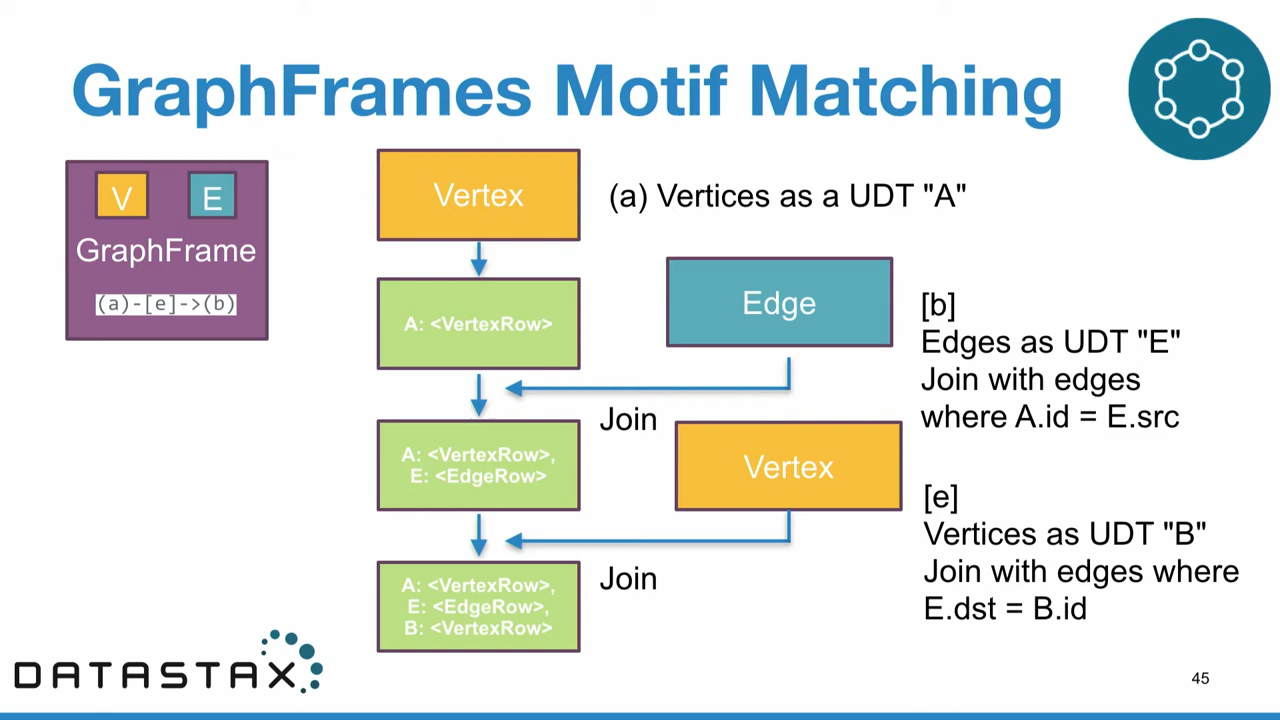 GraphFrames Motif Matching
V
E
GraphFrame
(a)-[e]->(b)
Vertex
(a) Vertices as a UDT "A"
A: <VertexRow>
Edge
[b]
Edges as UDT "E"
Join with edges
where A.id = E.src
Join
A: <VertexRow>,
E: <EdgeRow>
Vertex
[e]
Vertices as UDT "B"
Join with edges where
E.dst = B.id
Join
A: <VertexRow>,
E: <EdgeRow>,
B: <VertexRow>
DATASTAX
45